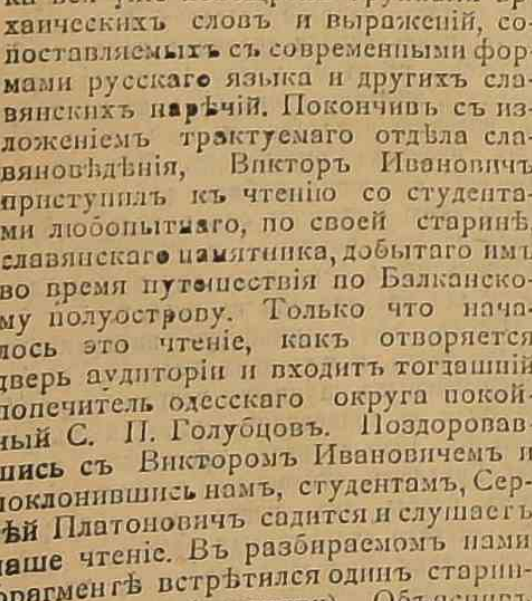 хаическихъ словъ и выраженій, со-
поставляемыхъ съ современными фор-
мами русскаго языка и других сла-
вянскихъ нарѣчій. Покончивъ съ из-
ложеніемъ трактуемаго отдѣла сла-
вяновѣдѣнія, Викторъ Ивановичъ
приступилъ къ чтенію со студента-
ми любопытнаго, по своей старинѣ,
славянскаго памятника, добытаго имъ
во время путешествія по Балканско-
му полуострову. Только что нача-
лось это чтеніе, какъ отворяется
дверь аудиторіи и входитъ тогдашній
попечитель одесскаго округа покой-
ный С. П. Голубцовъ. Поздоровав-
шись съ Викторомъ Ивановичемъ и
поклонившись намъ, студентамъ, Сер-
ѣй Платоновичъ садится и слушаетъ
наше чтеніе. Въ разбираемомъ нами
фрагментѣ встрѣтился одинъ старин-
Объяснивъ